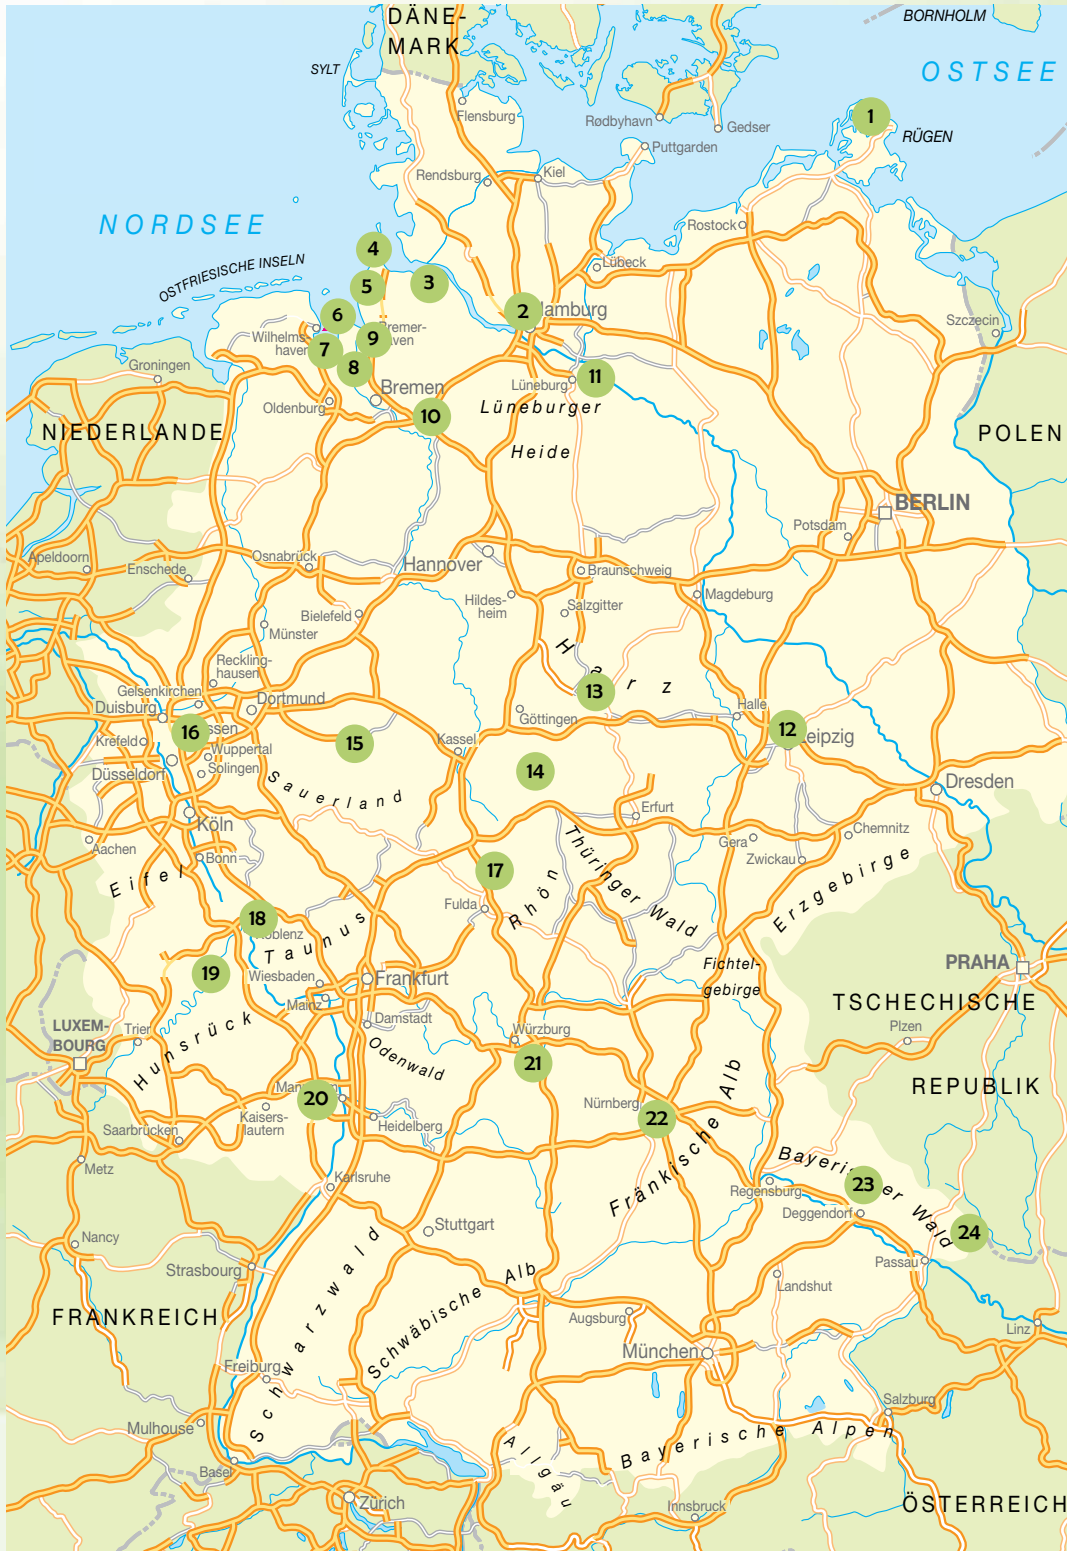 DÄNE-
MARK
BORNHOLM
OSTSEE
SYLT
Flensburg
Rødbyhavn
Gedser
1
RÜGEN
Puttgarden
Rendsburg
Kiel
NORDSEE
Rostock
4
OSTFRIESISCHE INSELN
5
3
Lübeck
6
2
Hamburg
Szczecin
Wilhelms-
haven
Bremer-
haven
9
7
8
Groningen
Bremen
Lüneburg
11
Oldenburg
10
Lüneburger
Heide
NIEDERLANDE
POLEN
BERLIN
Potsdam
Apeldoorn
Enschede
Osnabrück
Hannover
Braunschweig
Hildes-
heim
Salzgitter
Magdeburg
Bielefeld
Münster
Harz
Reckling-
hausen
Gelsenkirchen
Dortmund
13
Duisburg
Göttingen
Halle
16
Essen
12
Leipzig
Krefeld
Wuppertal
15
Kassel
Düsseldorf
Solingen
14
Sauerland
Dresden
Köln
Erfurt
Aachen
Gera
Chemnitz
Zwickau
Bonn
Eifel
Thüringer Wald
Erzgebirge
17
Rhön
Fulda
18
Koblenz
Taunus
19
Wiesbaden
Frankfurt
Fichtel-
gebirge
PRAHA
Mainz
TSCHECHISCHE
Damstadt
LUXEM-
BOURG
Trier
Hunsrück
Würzburg
Plzen
Odenwald
21
REPUBLIK
Mannheim
20
Nürnberg
22
Kaisers-
lautern
Heidelberg
Fränkische Alb
Saarbrücken
Metz
Karlsruhe
Bayerischer Wald
23
Regensburg
Deggendorf
Stuttgart
24
Nancy
Passau
Strasbourg
Schwarzwald
Schwäbische Alb
Landshut
FRANKREICH
Augsburg
Linz
München
Freiburg
Salzburg
Mulhouse
Bayerische Alpen
Allgäu
Basel
Zürich
Innsbruck
ÖSTERREICH